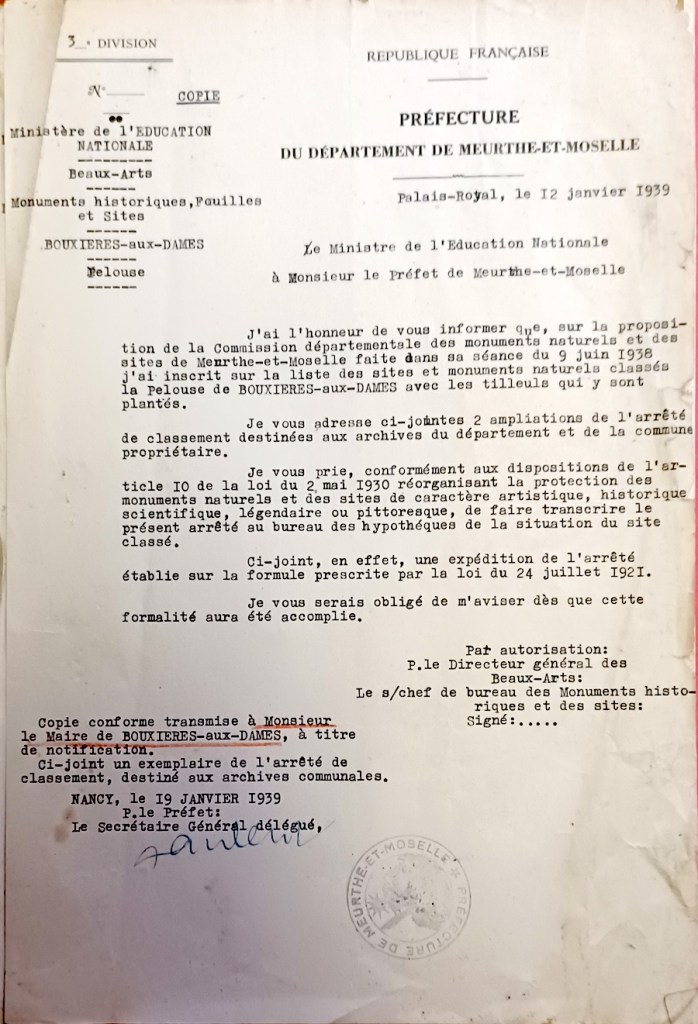 3 . DIVISION
REPUBLIQUE FRANÇAISE
N°
COPIE
PRÉFECTURE
DU DÉPARTEMENT DE MEURTHE-ET-MOSELLE
Ministère de l'EDUCATION
NATIONALE
Beaux-Arts
Monuments historiques,Fouilles
et Sites
BOUXIERES-aux-DAMES
Pelouse
Palais-Royal, le I2 janvier I939
Le Ministre de l'Education Nationale
à Monsieur le Préfet de Meurthe-et-Moselle
J'ai l'honneur de vous informer que, sur la proposi-
tion de la Commission départementale des monuments naturels et des
sites de Meurthe-et-Moselle faite dans sa séance du 9 juin I938
j'ai inscrit sur la liste des sites et monuments naturels classés
la Pelouse de BOUXIERES-aux-DAMES avec les tilleuls qui y sont
plantés.
Je vous adresse ci-jointes 2 ampliations de l'arrêté
de classement destinées aux archives du département et de la commune
propriétaire.
Je vous prie, conformément aux dispositions de l'ar-
ticle IO de la loi du 2 mai I930 réorganisant la protection des
monuments naturels et des sites de caractère artistique, historique
scientifique, légendaire ou pittoresque, de faire transcrire le
présent arrêté au bureau des hypothéques de la situation du site
classé.
Ci-joint, en effet, une expédition de l'arrêté
établie sur la formule prescrite par la loi du 24 juillet I92I.
Je vous serais obligé de m'aviser dès que cette
formalité aura été accomplie.
Par autorisation:
P.le Directeur général des
Beaux-Arts:
Le s/chef de bureau des Monuments histo-
riques et des sites:
Signé:.....
Copie conforme transmise à Monsieur
le Maire de BOUXIERES-aux-DAMES, à titre
de notification.
Ci-joint un exemplaire de l'arrêté de
classement, destiné aux archives communales.
NANCY, le I9 JANVIER I939
P.le Préfet:
Le Secrétaire Général délégué,
PREFECTURE DE MEURTHE-ET-MOSELLE